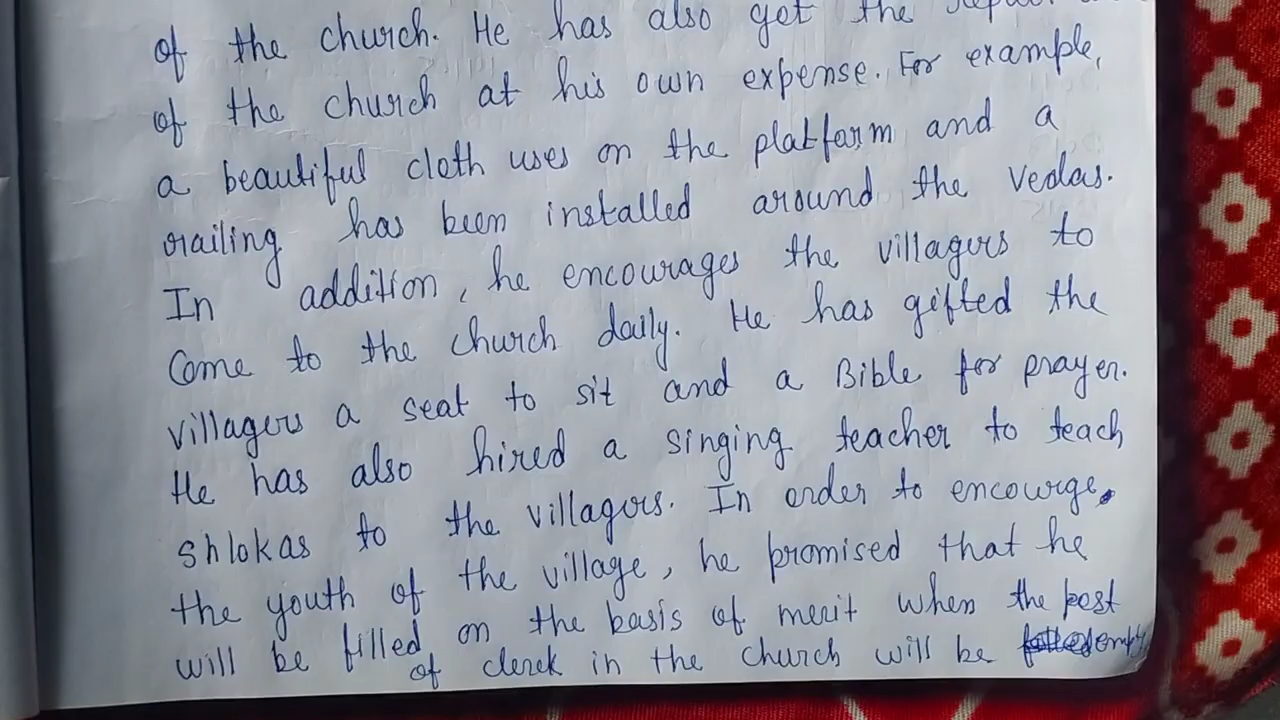 of the church. He has also get the
of the church at his own expense. For example,
a beautiful cloth uses on the platform and a
railing has been installed around the Vedas.
In addition, he encourages the villagers to
Come to the church daily. He has gifted the
villagers a seat to sit and a Bible for prayer.
He has also hired a singing teacher to teach
shlokas to the villagers. In order to encourge
the youth of the village, he promised that he
will be filled on the basis of merit when the post
of clerk in the church will be empty